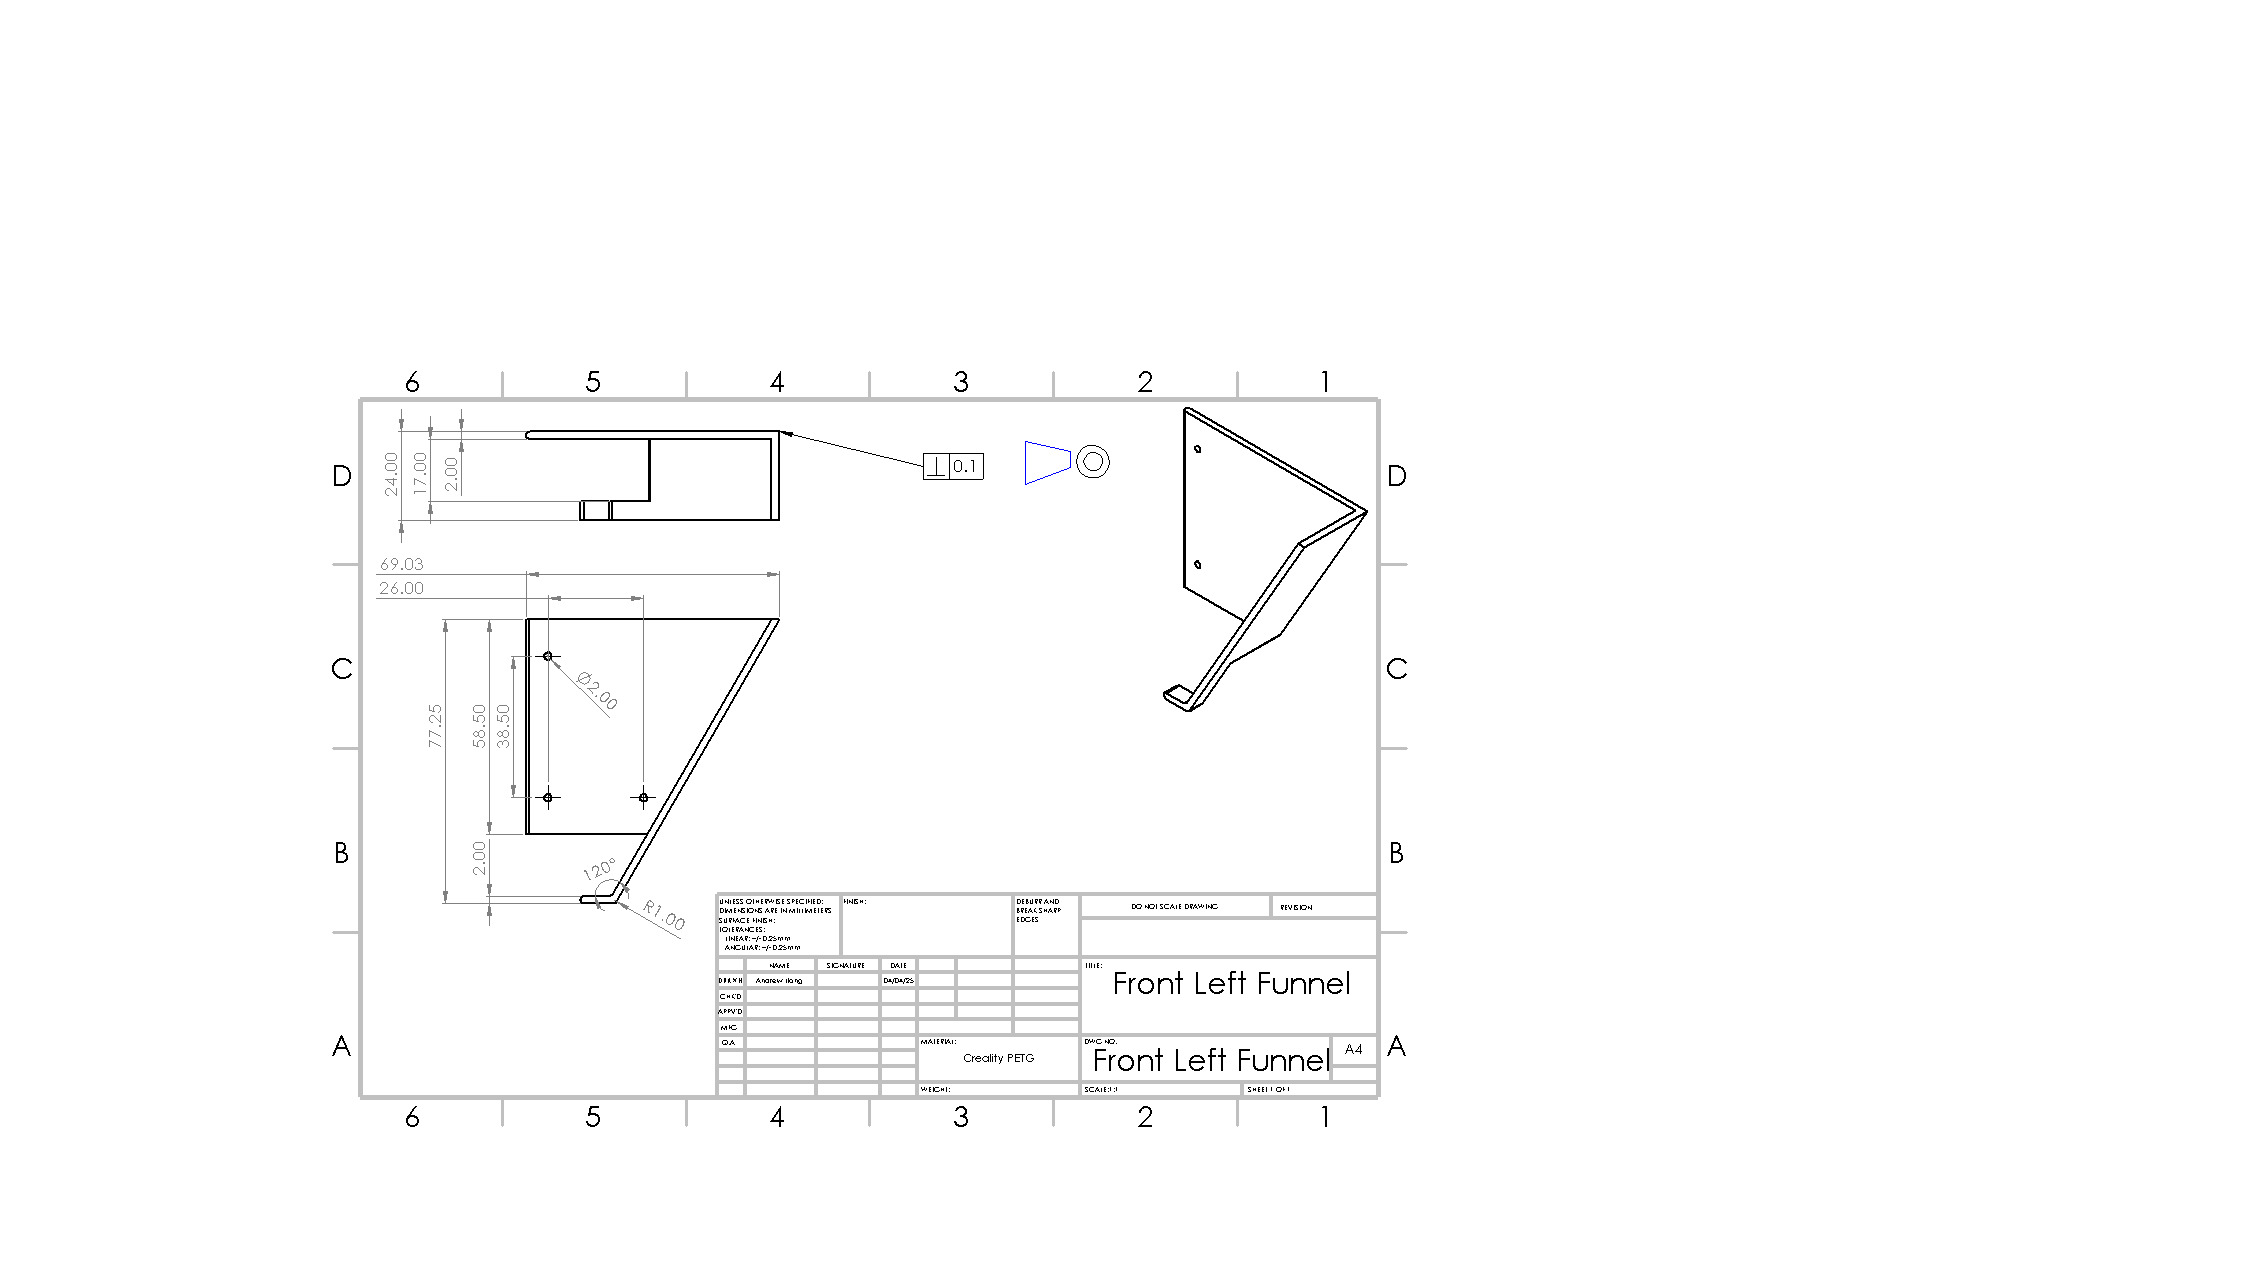 6 5 4 3 2 1
D
C
B
A
D
C
B
A
24.00
17.00
2.00
⊥ 0.1
69.03
26.00
77.25
58.50
38.50
Ø2.00
2.00
120°
R1.00
UNLESS OTHERWISE SPECIFIED:
DIMENSIONS ARE IN MILLIMETERS
SURFACE FINISH:
TOLERANCES:
LINEAR: +/- 0.25mm
ANGULAR: +/- 0.25mm
FINISH:
DEBURR AND
BREAK SHARP
EDGES
DO NOT SCALE DRAWING
REVISION
NAME
SIGNATURE
DATE
DRAWN
Andrew
04/04/25
CHK'D
APPV'D
MFG
Q.A
MATERIAL:
Creality PETG
WEIGHT:
TITLE:
Front Left Funnel
DWG NO.
Front Left Funnel
A4
SCALE:1:1
SHEET 1 OF 1
6 5 4 3 2 1